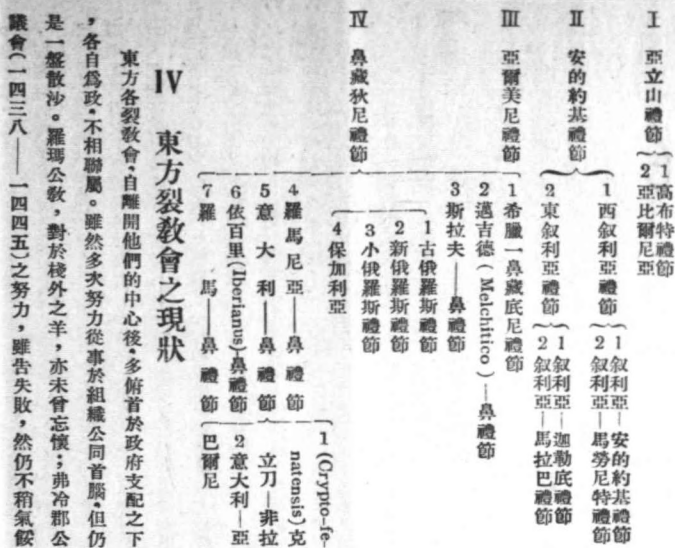 I 亞立山禮節
1 高布特禮節
2 亞比爾尼亞
II 安的約基禮節
1 西叙利亞禮節
1 叙利亞—安的約基禮節
2 叙利亞—馬勞尼特禮節
2 東叙利亞禮節
1 叙利亞—迦勒底禮節
2 叙利亞—馬拉巴禮節
III 亞爾美尼禮節
IV 鼻藏狄尼禮節
1 希臘—鼻藏底尼禮節
2 邁吉德 (Melchitico)—鼻禮節
3 斯拉夫—鼻禮節
1 古俄羅斯禮節
2 新俄羅斯禮節
3 小俄羅斯禮節
4 保加利亞
4 羅馬尼亞—鼻禮節
5 意大利—鼻禮節
1 (Crypto-fe-
natensis) 克
立刀—非拉
2 意大利—亞
巴爾尼
6 依百里(Iberianus)—鼻禮節
7 羅馬—鼻禮節
IV 東方裂教會之現狀
東方各裂教會，自離開他們的中心後，多俯首於政府支配之下
，各自為政，不相聯屬。雖然多次努力從事於組織公同首腦，但仍
是一盤散沙。羅瑪公教，對於棧外之羊，亦未曾忘懷；弗冷郡公
議會(一四三八——一四四五)之努力，雖告失敗，然仍不稍氣餒